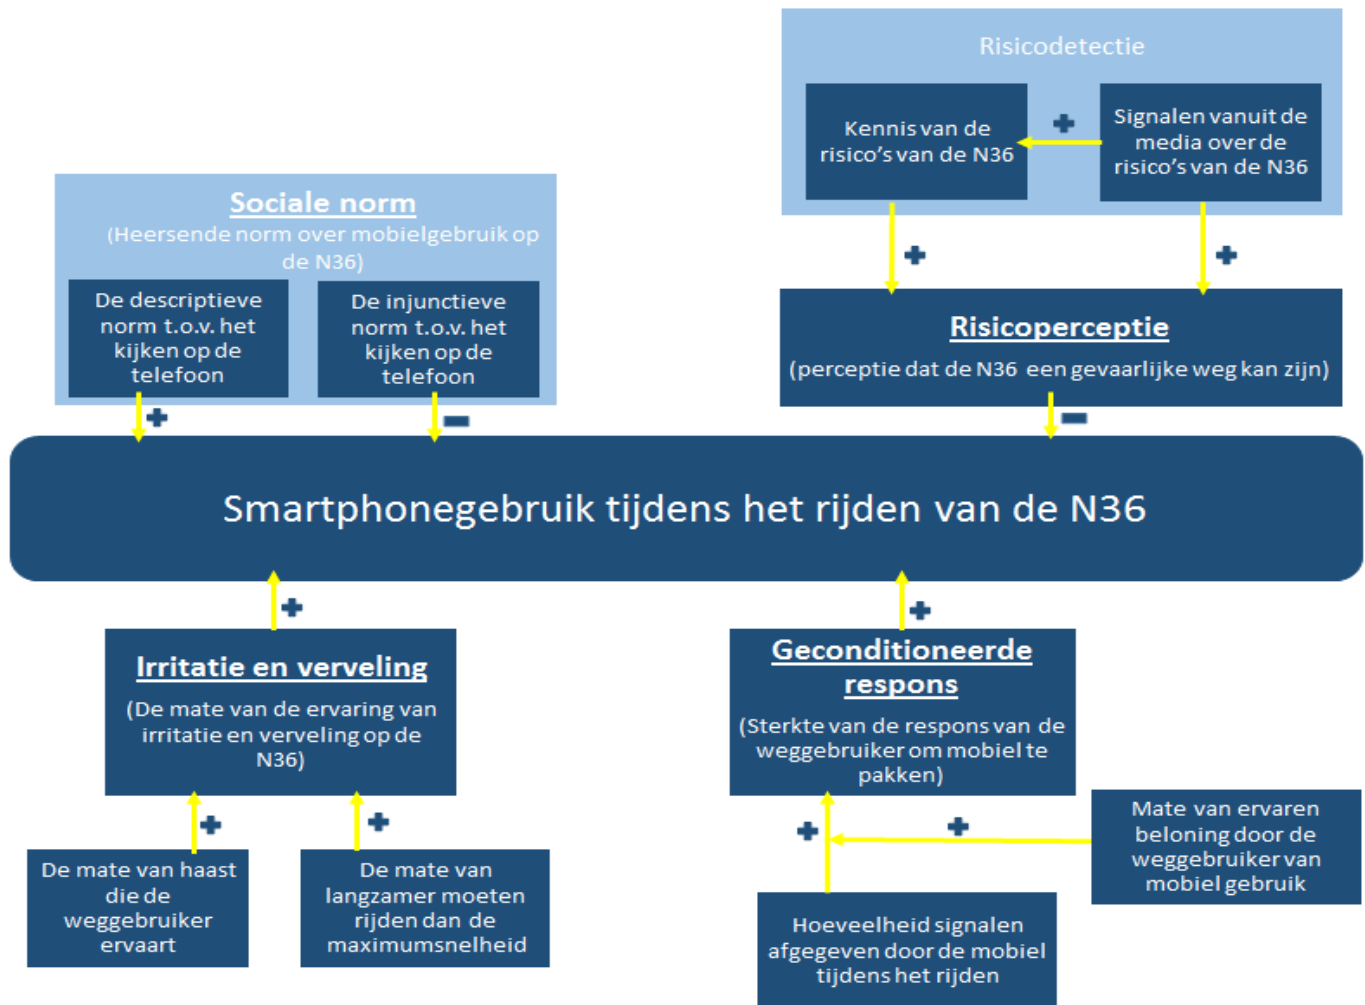 Risicodetectie
Kennis van de
risico's van de N36
+
Signalen vanuit de
media over de
risico's van de N36
+
+
Sociale norm
(Heersende norm over mobielgebruik op
de N36)
De descriptieve
norm t.o.v. het
kijken op de
telefoon
De injunctieve
norm t.o.v. het
kijken op de
telefoon
Risicoperceptie
(perceptie dat de N36 een gevaarlijke weg kan zijn)
+
-
-
Smartphonegebruik tijdens het rijden van de N36
+
+
Irritatie en verveling
(De mate van de ervaring van
irritatie en verveling op de
N36)
Geconditioneerde
respons
(Sterkte van de respons van de
weggebruiker om mobiel te
pakken)
+
+
+
+
De mate van haast
die de
weggebruiker
ervaart
De mate van
langzamer moeten
rijden dan de
maximumsnelheid
Mate van ervaren
beloning door de
weggebruiker van
mobiel gebruik
Hoeveelheid signalen
afgegeven door de mobiel
tijdens het rijden